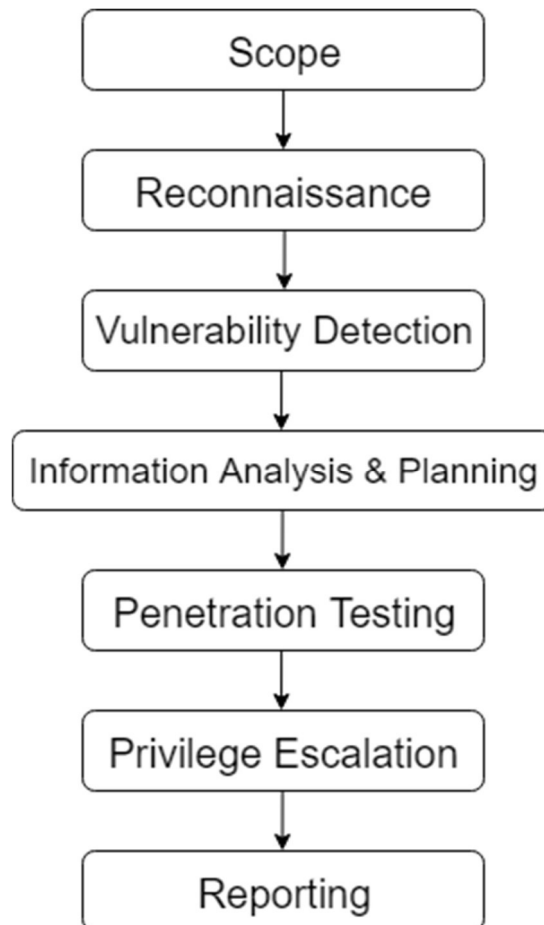 Scope
Reconnaissance
Vulnerability Detection
Information Analysis & Planning
Penetration Testing
Privilege Escalation
Reporting